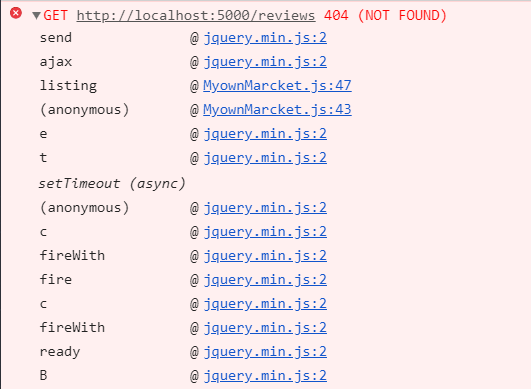 GET http://localhost:5000/reviews 404 (NOT FOUND)
send @ jquery.min.js:2
ajax @ jquery.min.js:2
listing @ MyownMarcket.js:47
(anonymous) @ MyownMarcket.js:43
e @ jquery.min.js:2
t @ jquery.min.js:2
setTimeout (async)
(anonymous) @ jquery.min.js:2
c @ jquery.min.js:2
fireWith @ jquery.min.js:2
fire @ jquery.min.js:2
c @ jquery.min.js:2
fireWith @ jquery.min.js:2
ready @ jquery.min.js:2
B @ jquery.min.js:2